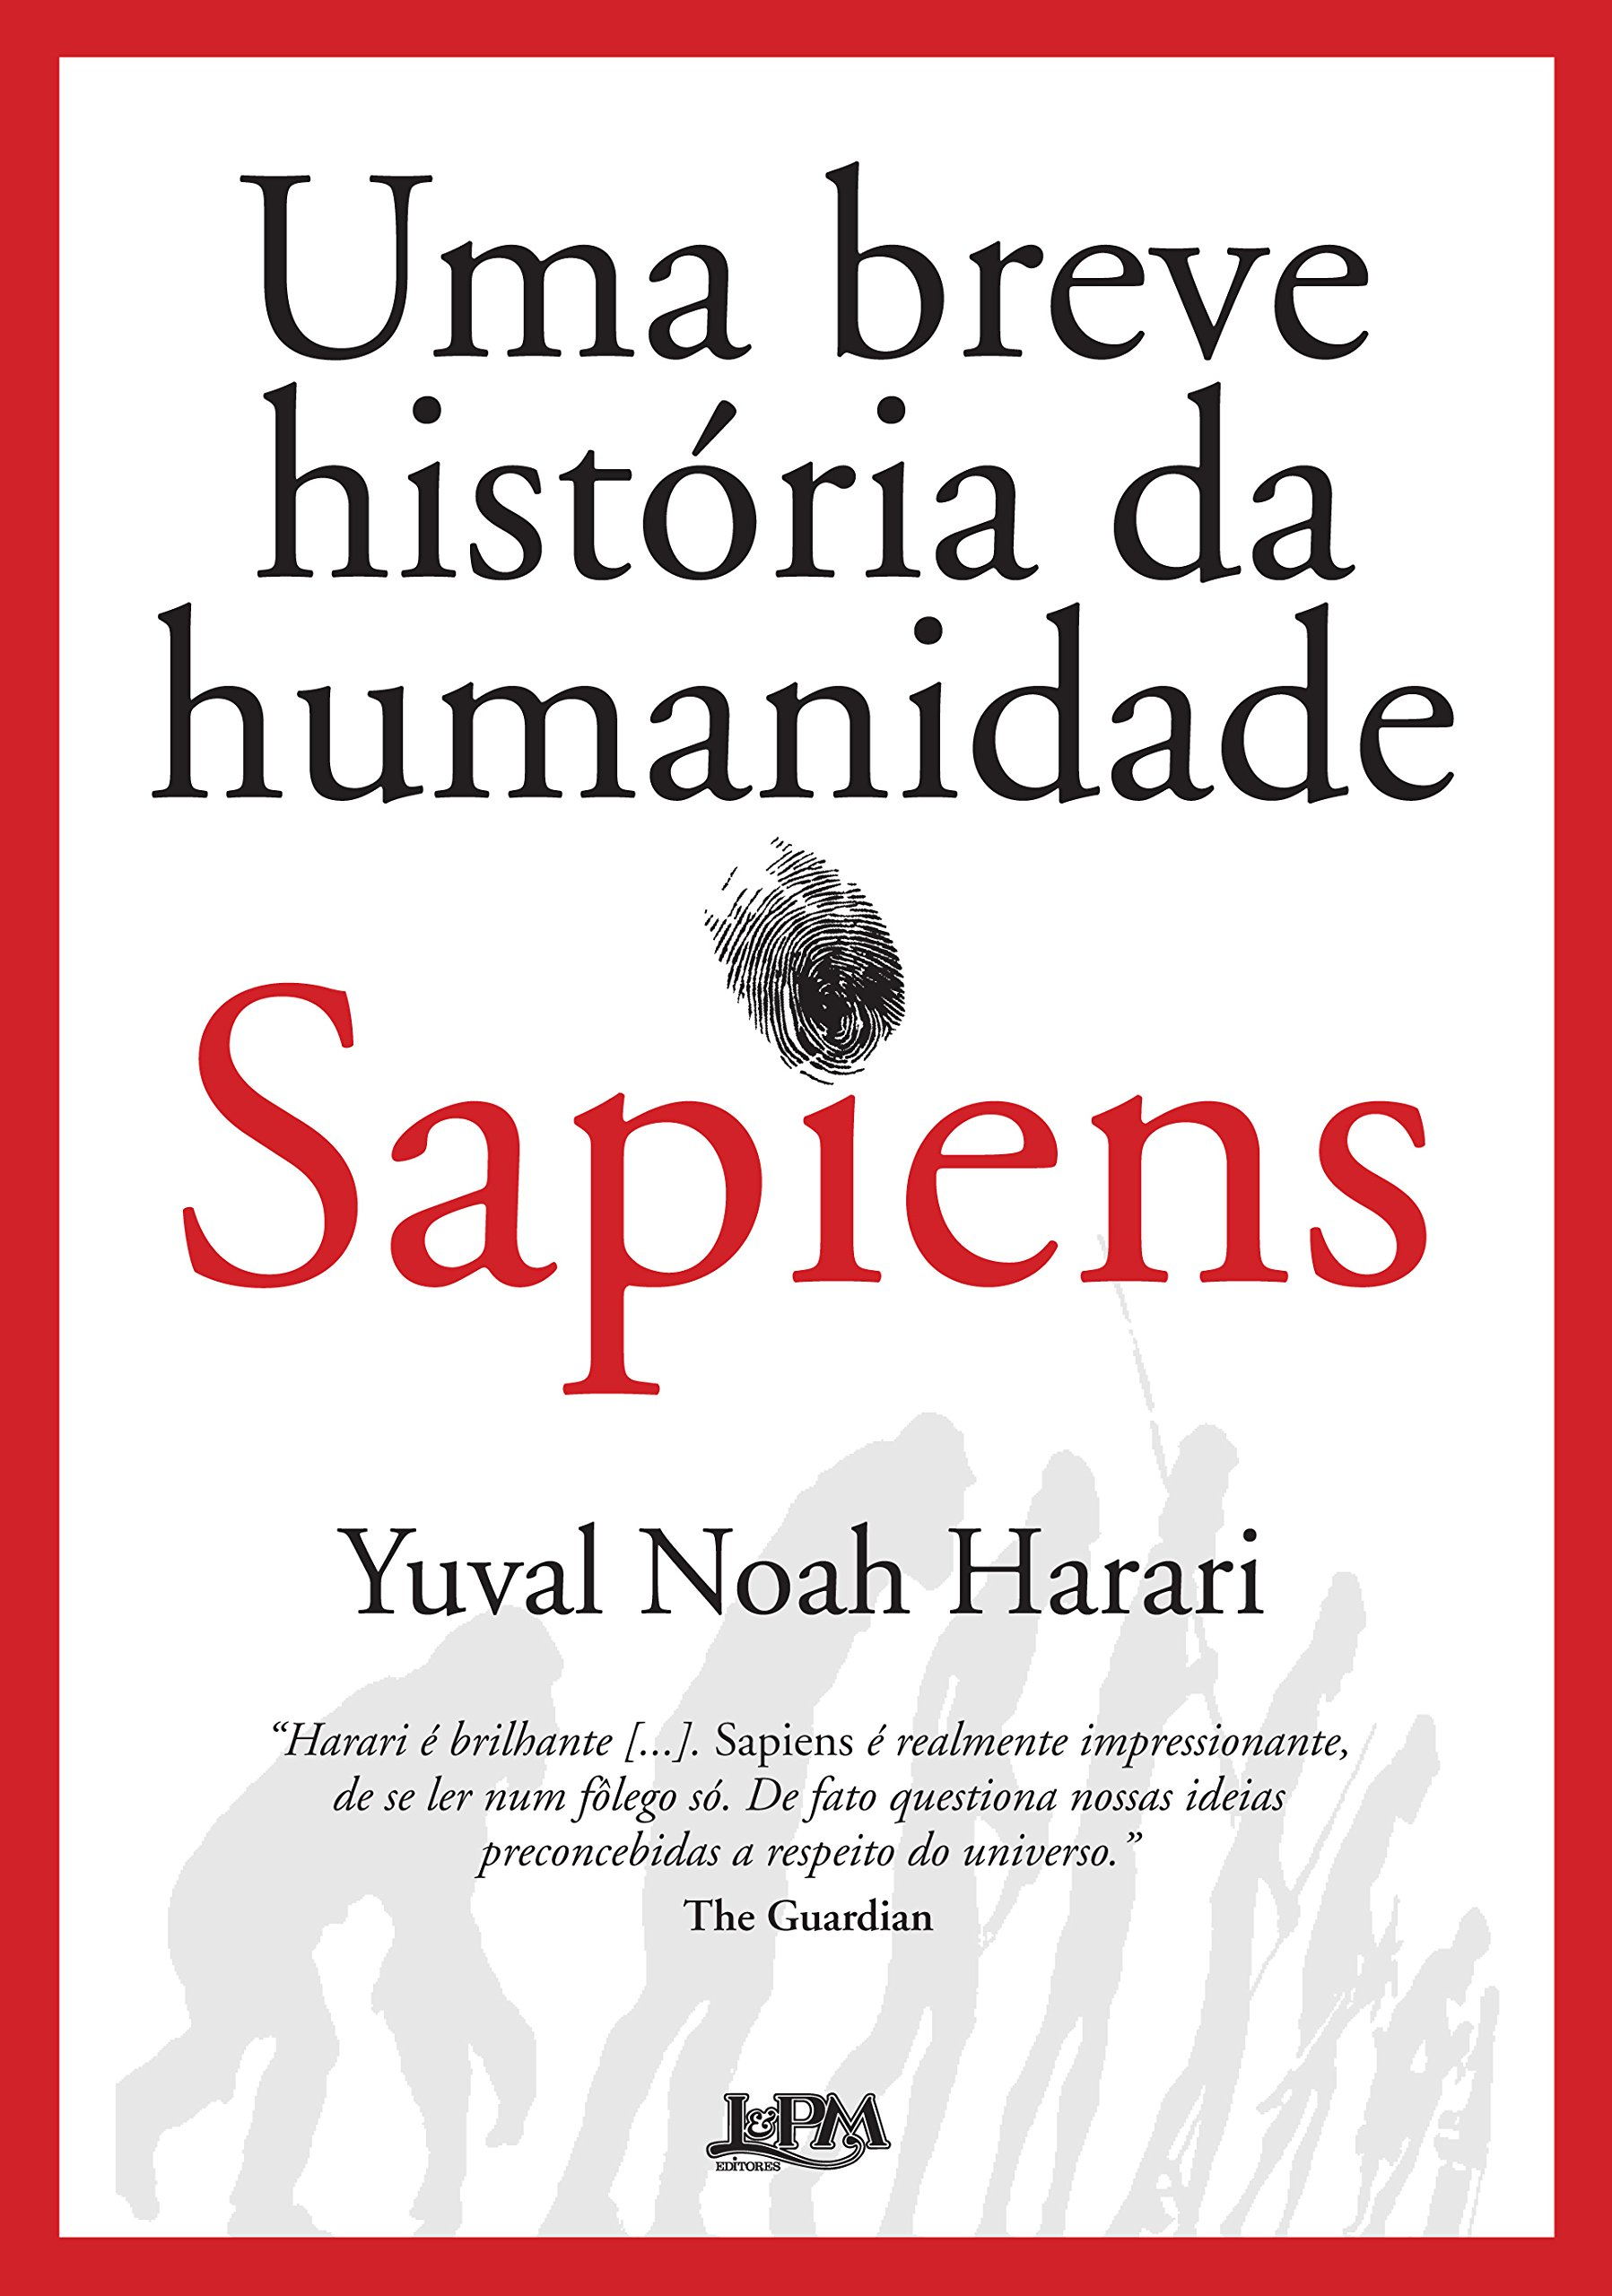 Uma breve
história da
humanidade
Sapiens
Yuval Noah Harari
“Harari é brilhante [...]. Sapiens é realmente impressionante,
de se ler num fôlego só. De fato questiona nossas ideias
preconcebidas a respeito do universo.”
The Guardian
L&PM
EDITORES